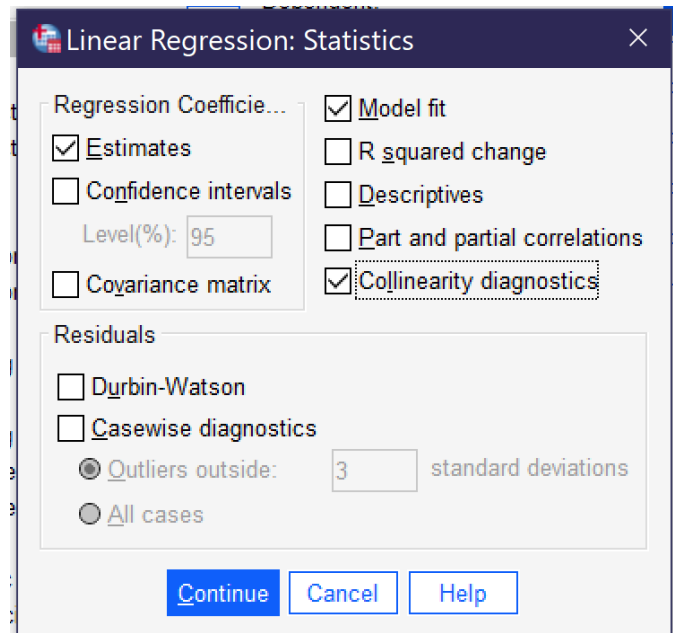 Dependent:
Linear Regression: Statistics
Regression Coefficie...
Estimates
Confidence intervals
Level(%): 95
Covariance matrix
Model fit
R squared change
Descriptives
Part and partial correlations
Collinearity diagnostics
Residuals
Durbin-Watson
Casewise diagnostics
Outliers outside: 3 standard deviations
All cases
Continue Cancel Help